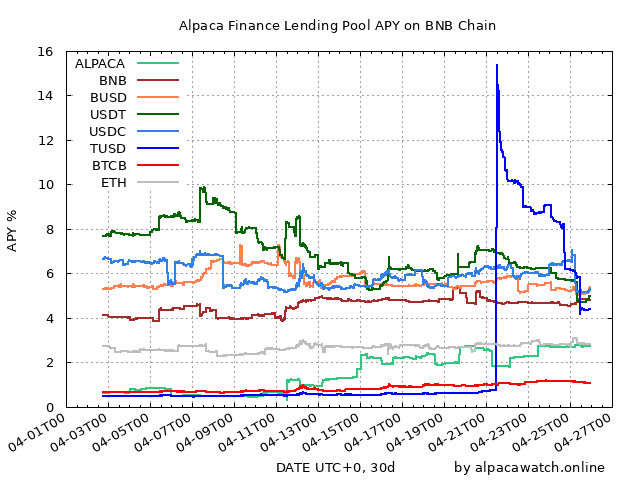 Alpaca Finance Lending Pool APY on BNB Chain
APY %
16
14
12
10
8
6
4
2
0
ALPACA
BNB
BUSD
USDT
USDC
TUSD
BTCB
ETH
04-01T00
04-03T00
04-05T00
04-07T00
04-09T00
04-11T00
04-13T00
04-15T00
04-17T00
04-19T00
04-21T00
04-23T00
04-25T00
04-27T00
DATE UTC+0, 30d
by alpacawatch.online